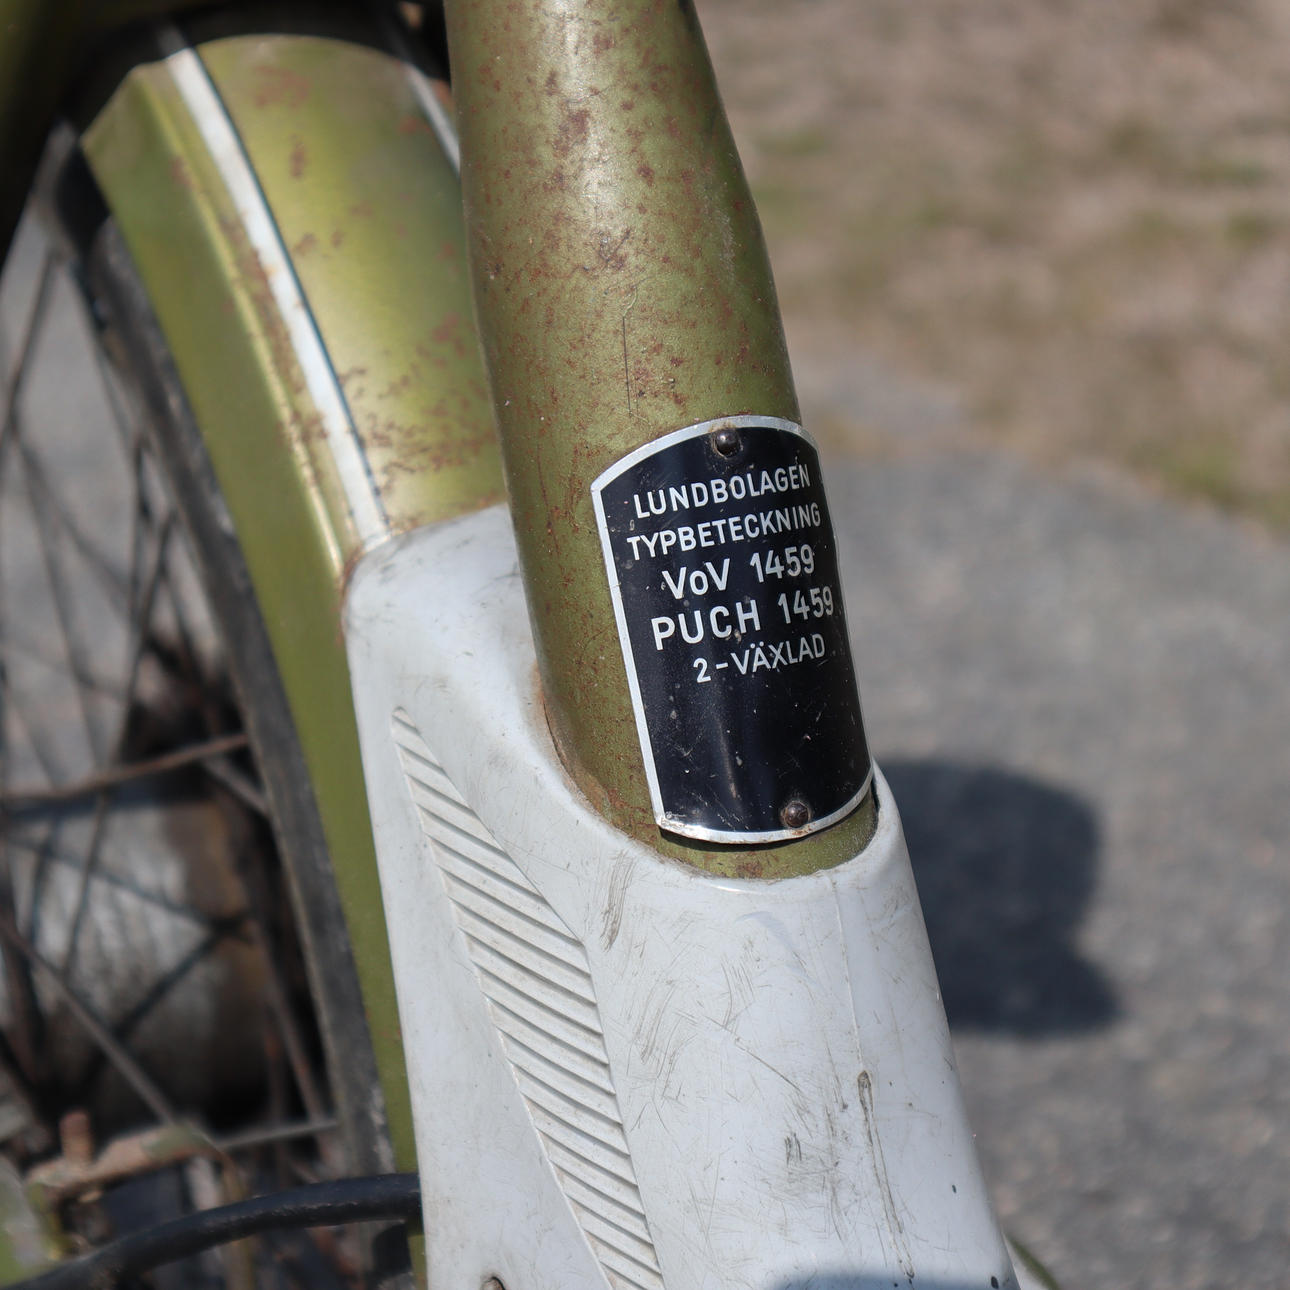 LUNDBOLAGEN
TYPBETECKNING
VoV 1459
PUCH 1459
2-VÄXLAD